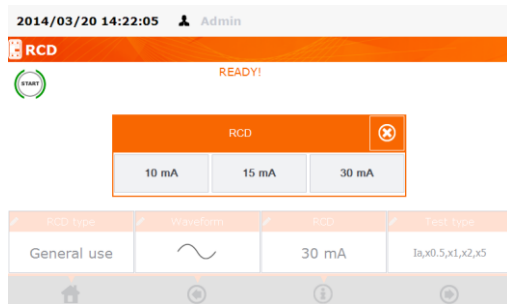 2014/03/20 14:22:05 Admin
RCD
START
READY!
RCD
10 mA 15 mA 30 mA
RCD type Waveform RCD Test type
General use 30 mA Ia,x0.5,x1,x2,x5